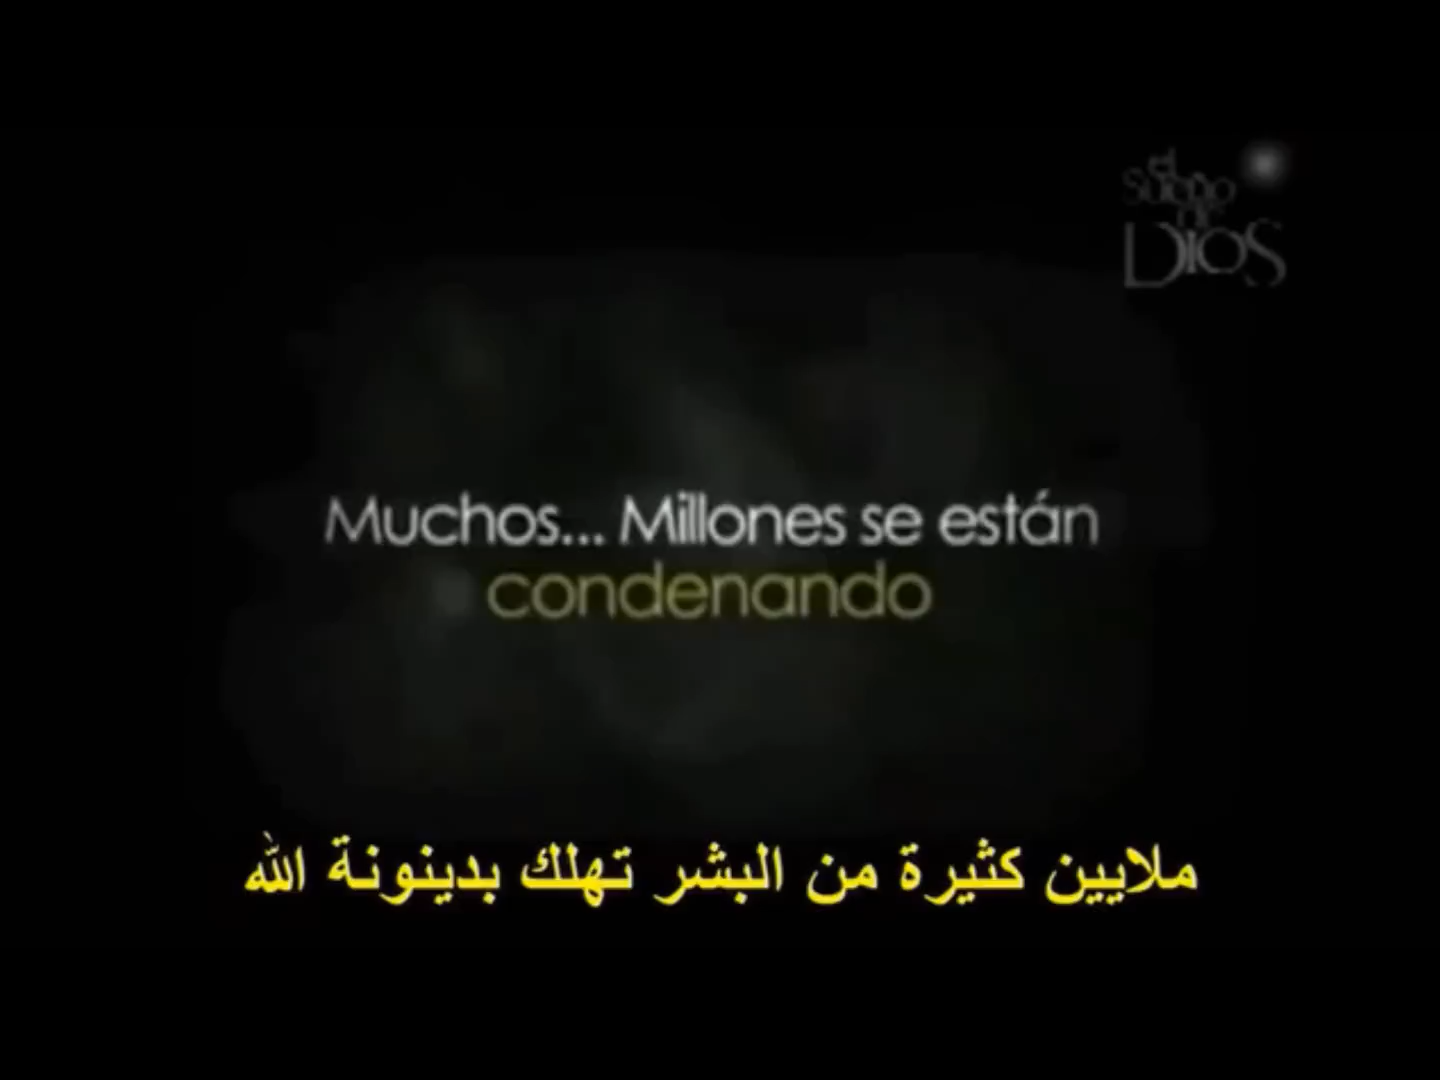 el
sueño
de
Dios
Muchos... Millones se están
condenando
ملايين كثيرة من البشر تهلك بدينونة الله